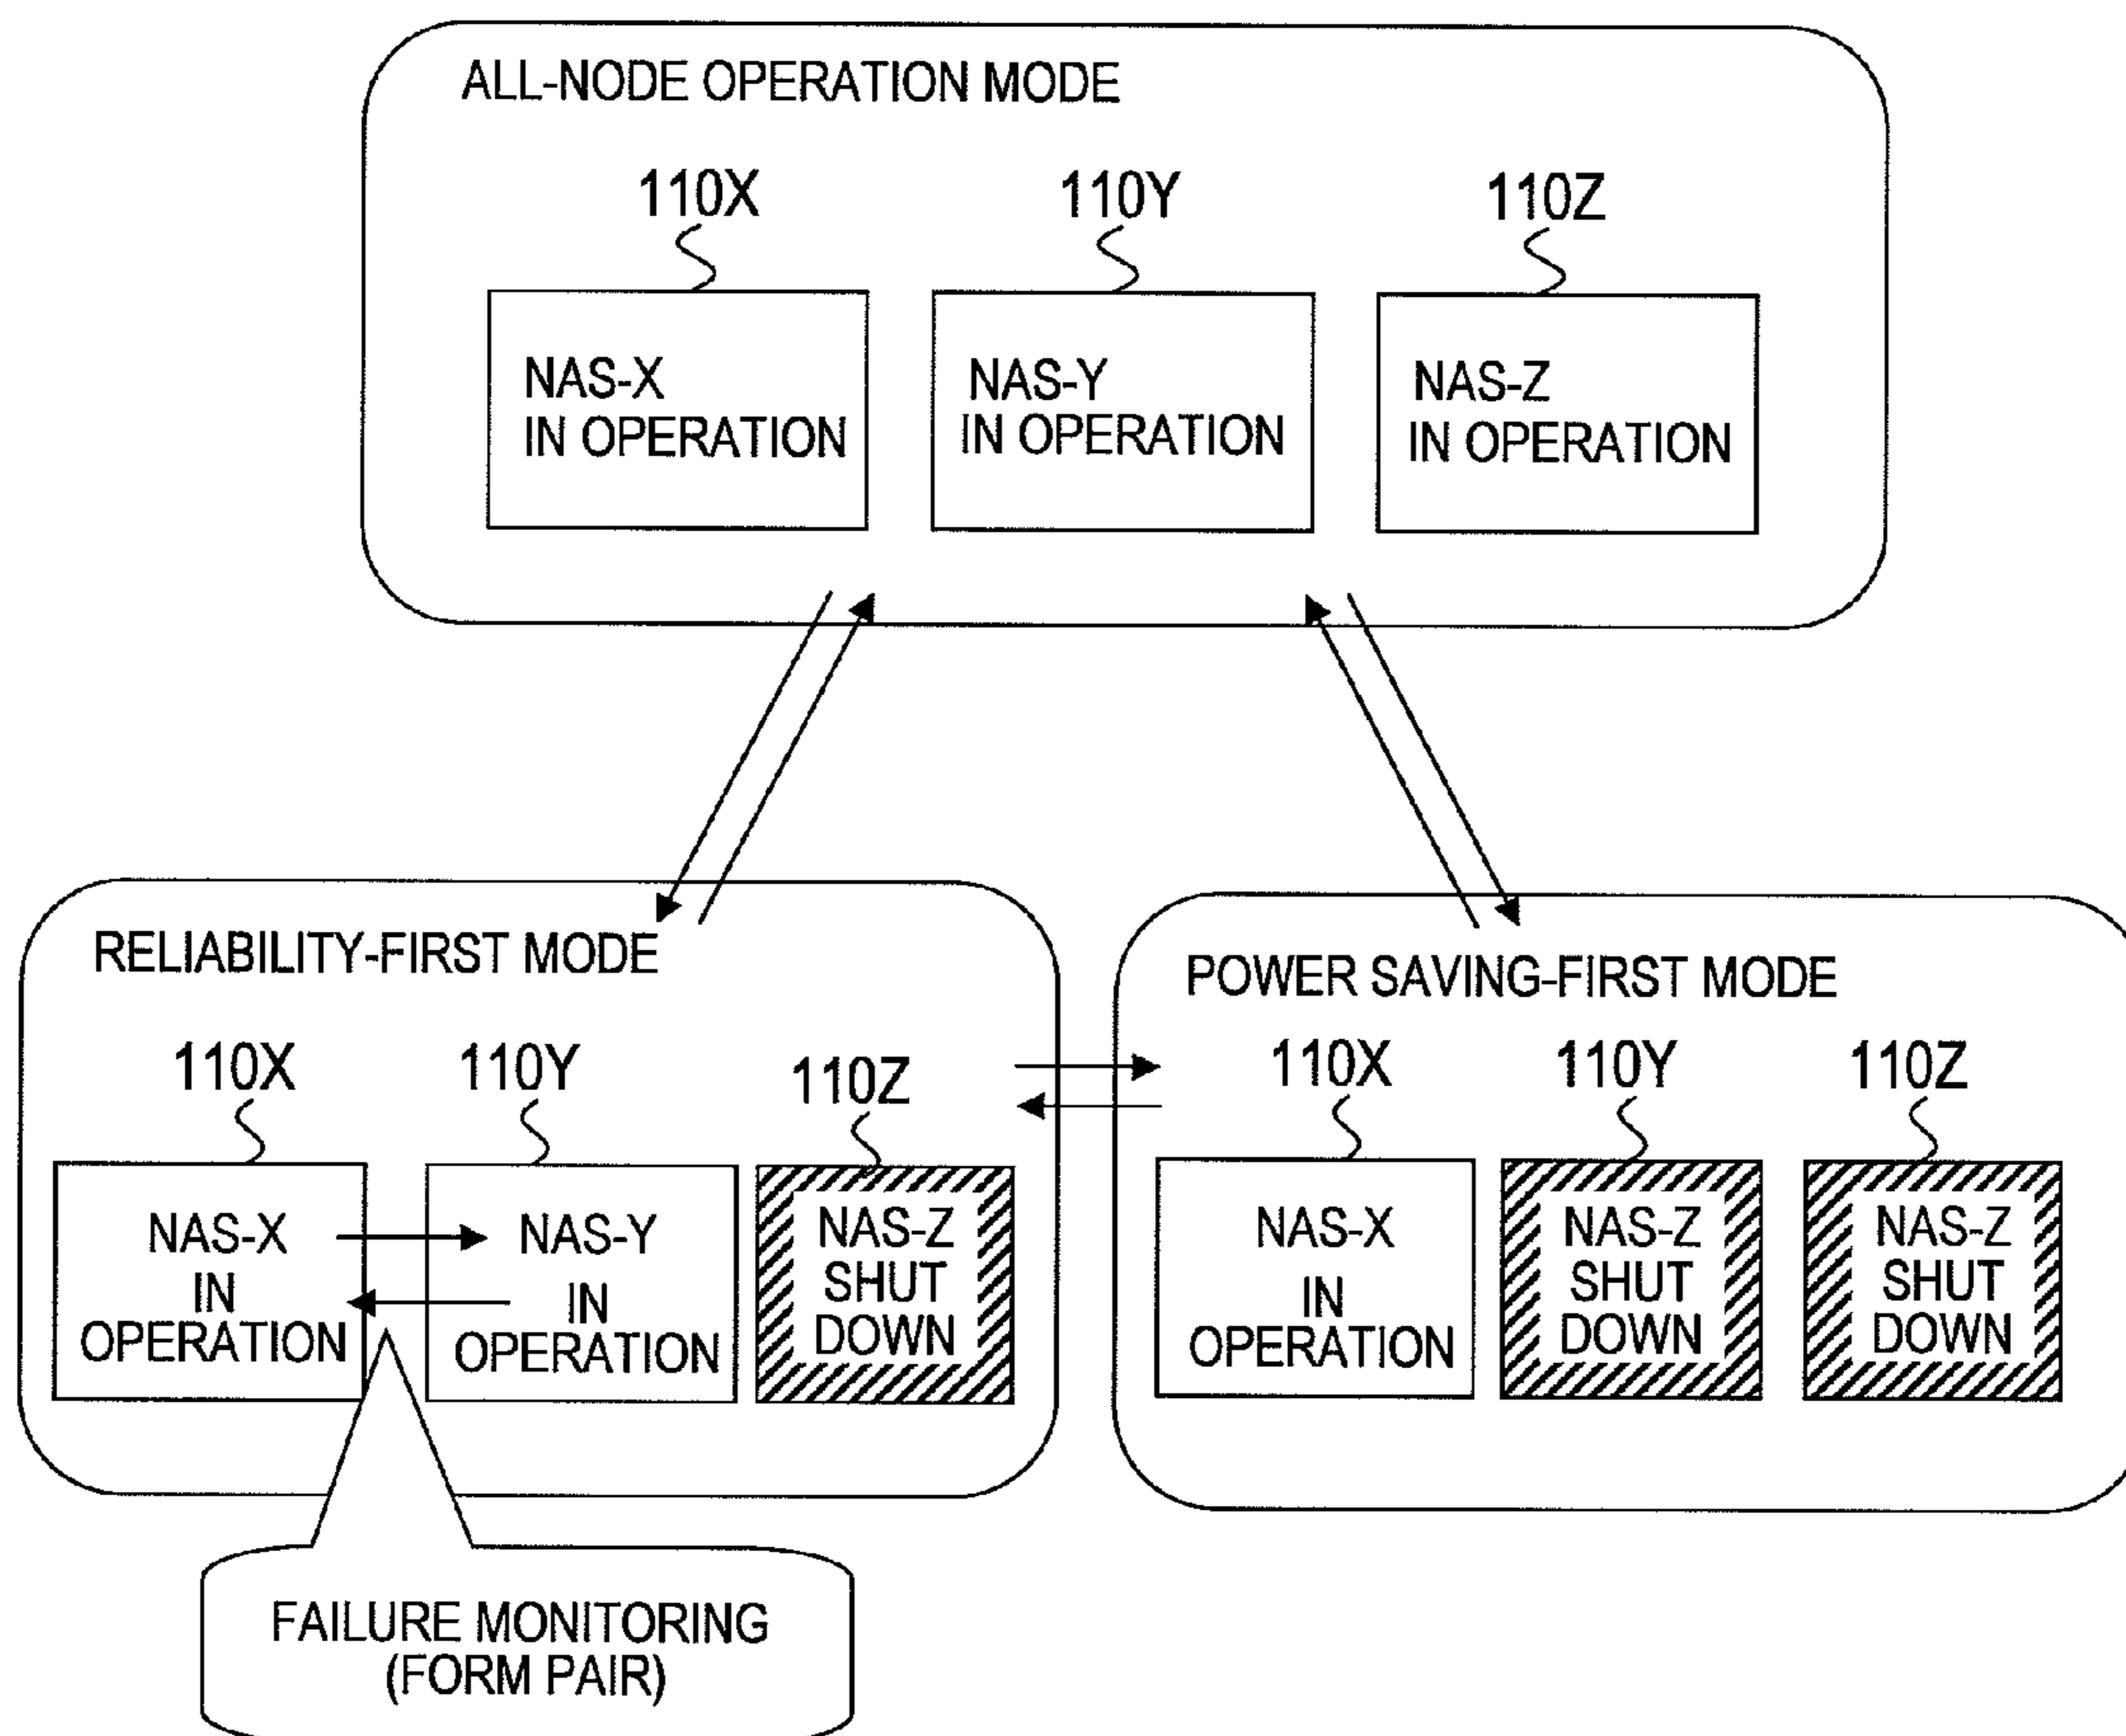 ALL-NODE OPERATION MODE
110X 110Y 110Z
NAS-X
IN OPERATION
NAS-Y
IN OPERATION
NAS-Z
IN OPERATION
RELIABILITY-FIRST MODE
110X 110Y 110Z
NAS-X
IN
OPERATION
NAS-Y
IN
OPERATION
NAS-Z
SHUT
DOWN
FAILURE MONITORING
(FORM PAIR)
POWER SAVING-FIRST MODE
110X 110Y 110Z
NAS-X
IN
OPERATION
NAS-Z
SHUT
DOWN
NAS-Z
SHUT
DOWN